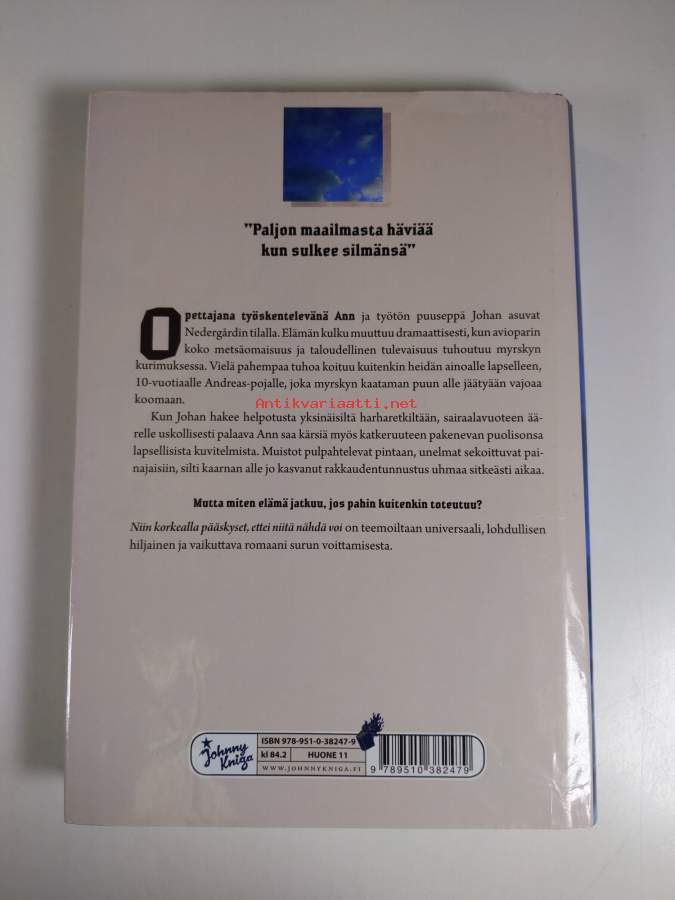 "Paljon maailmasta häviää
kun sulkee silmänsä"
Opettajana työskentelevänä Ann ja työtön puuseppä Johan asuvat
Nedergårdin tilalla. Elämän kulku muuttuu dramaattisesti, kun avioparin
koko metsäomaisuus ja taloudellinen tulevaisuus tuhoutuu myrskyn
kurimuksessa. Vielä pahempaa tuhoa koituu kuitenkin heidän ainoalle lapselleen,
10-vuotiaalle Andreas-pojalle, joka myrskyn kaataman puun alle jäätyään vajoaa
koomaan.
Antikvariaatti.net
Kun Johan hakee helpotusta yksinäisiltä harharetkiltään, sairaalavuoteen ää-
relle uskollisesti palaava Ann saa kärsiä myös katkeruuteen pakenevan puolisonsa
lapsellisista kuvitelmista. Muistot pulpahtelevat pintaan, unelmat sekoittuvat pai-
najaisiin, silti kaarnan alle jo kasvanut rakkaudentunnustus uhmaa sitkeästi aikaa.
Mutta miten elämä jatkuu, jos pahin kuitenkin toteutuu?
Niin korkealla pääskyset, ettei niitä nähdä voi on teemoiltaan universaali, lohdullisen
hiljainen ja vaikuttava romaani surun voittamisesta.
Johnny
Kniga
ISBN 978-951-0-38247-9
kl 84.2 HUONE 11
WWW.JOHNNYKNIGA.FI
9 789510 382479